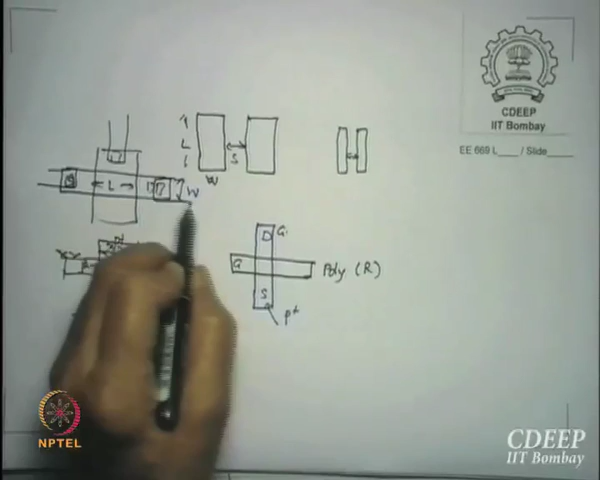 CDEEP
IIT Bombay
EE 669 L___ / Slide___
L
S
W
L
W
D
G
G
S
Poly (R)
p+
NPTEL
CDEEP
IIT Bombay